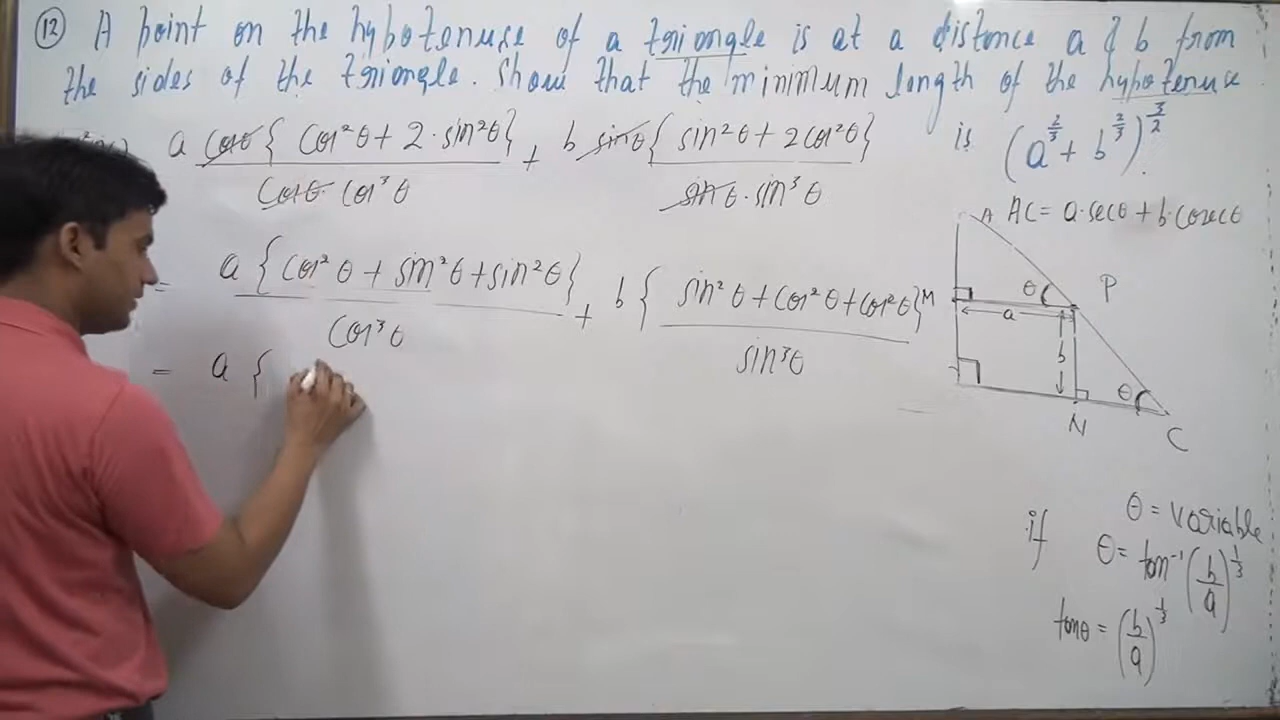 ⑫ A point on the hypotenuse of a triangle is at a distance a & b from
the sides of the triangle. Show that the minimum length of the hypotenuse
is (a^{2/3} + b^{2/3})^{3/2}.
a cosθ{cos²θ + 2·sin²θ} / cosθ·cos³θ + b sinθ{sin²θ + 2cos²θ} / sinθ·sin³θ
= a{cos²θ + sin²θ + sin²θ} / cos³θ + b{sin²θ + cos²θ + cos²θ} / sin³θ
= a {
A AC = a·secθ + b·cosecθ
θ P
M a
b
θ
N C
θ = variable
if θ = tan⁻¹(b/a)^{1/3}
tanθ = (b/a)^{1/3}